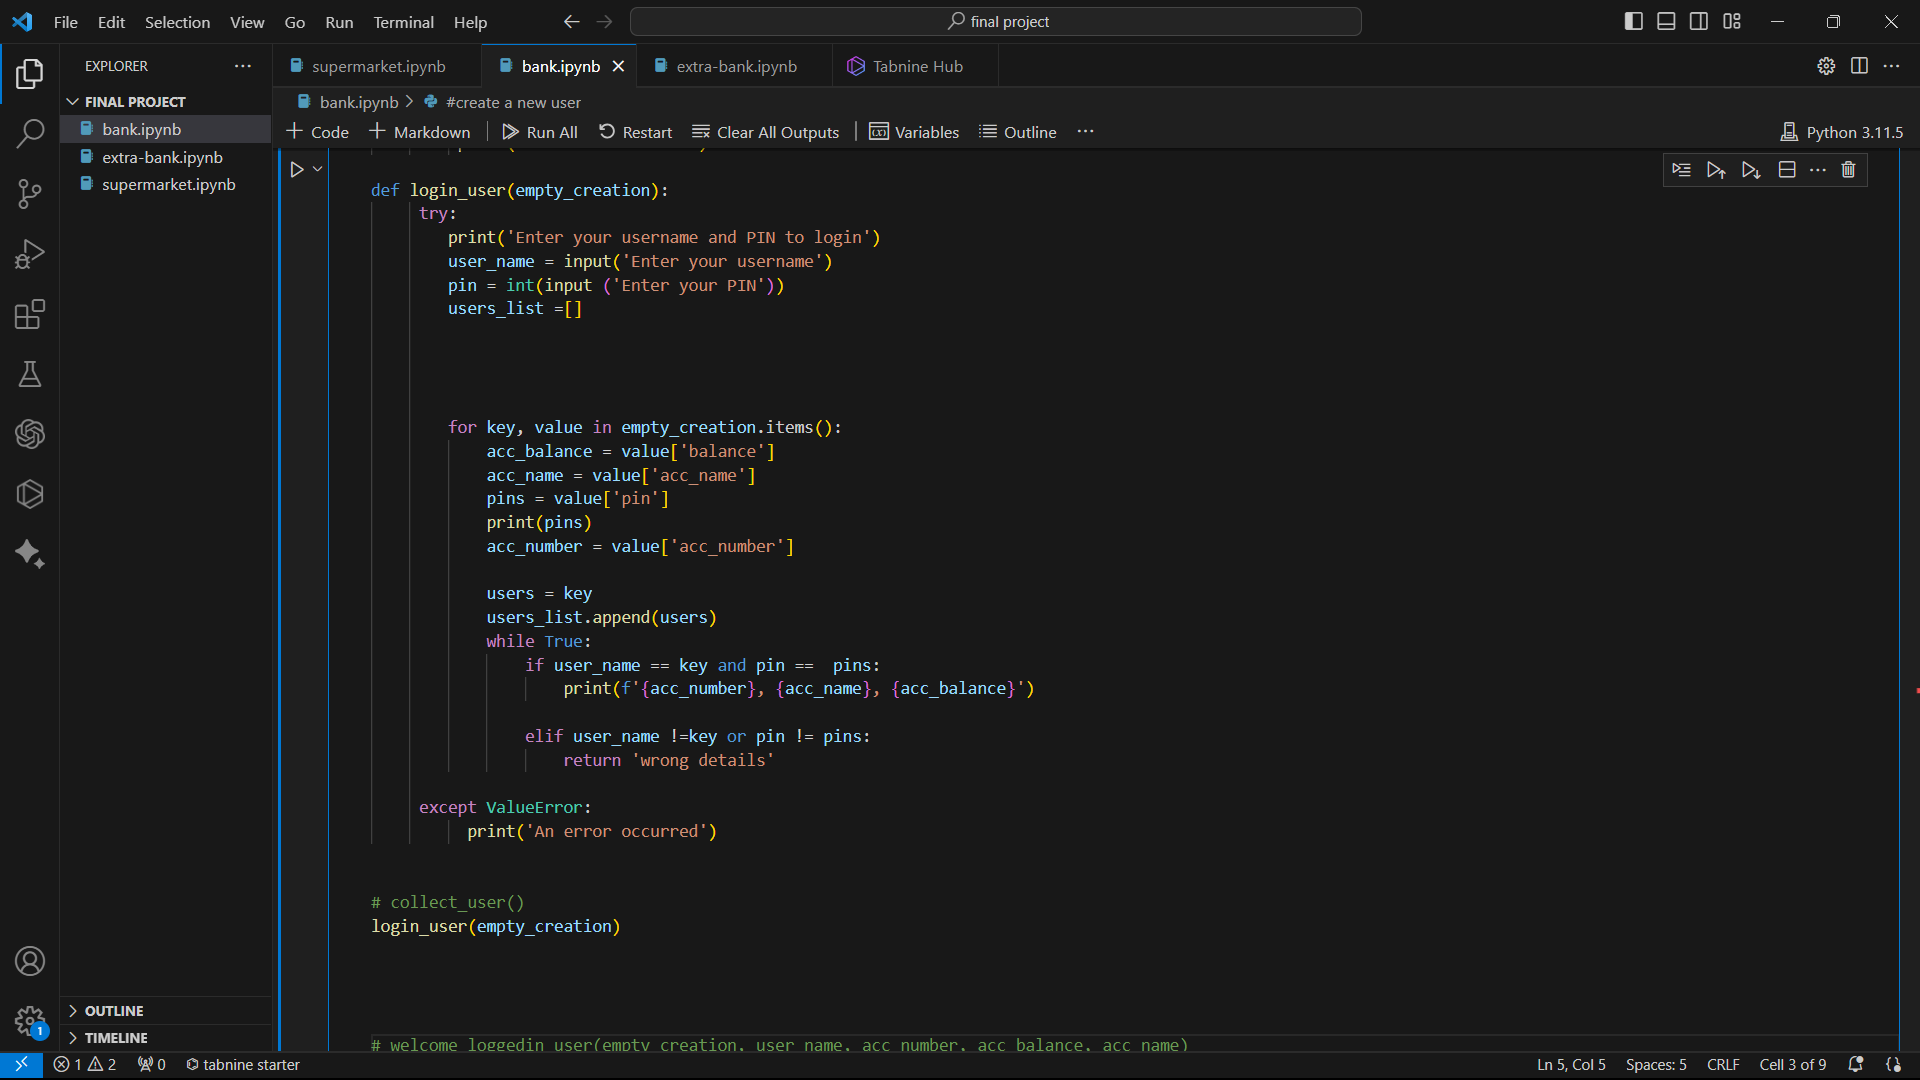 File Edit Selection View Go Run Terminal Help
final project
EXPLORER
supermarket.ipynb
bank.ipynb
extra-bank.ipynb
Tabnine Hub
FINAL PROJECT
bank.ipynb
extra-bank.ipynb
supermarket.ipynb
bank.ipynb > #create a new user
+ Code + Markdown Run All Restart Clear All Outputs Variables Outline ... Python 3.11.5
def login_user(empty_creation):
try:
print('Enter your username and PIN to login')
user_name = input('Enter your username')
pin = int(input ('Enter your PIN'))
users_list =[]
for key, value in empty_creation.items():
acc_balance = value['balance']
acc_name = value['acc_name']
pins = value['pin']
print(pins)
acc_number = value['acc_number']
users = key
users_list.append(users)
while True:
if user_name == key and pin ==  pins:
print(f'{acc_number}, {acc_name}, {acc_balance}')
elif user_name !=key or pin != pins:
return 'wrong details'
except ValueError:
print('An error occurred')
# collect_user()
login_user(empty_creation)
# welcome_loggedin_user(empty_creation, user_name, acc_number, acc_balance, acc_name)
OUTLINE
TIMELINE
1
1 2 0 tabnine starter
Ln 5, Col 5 Spaces: 5 CRLF Cell 3 of 9